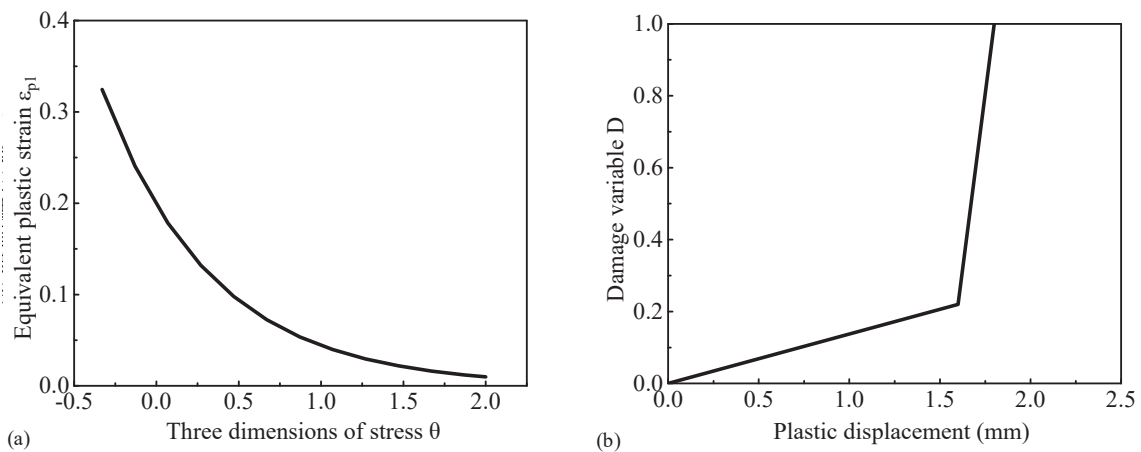 0.4
0.3
0.2
0.1
0.0
-0.5 0.0 0.5 1.0 1.5 2.0
Equivalent plastic strain εp1
Three dimensions of stress θ
(a)
1.0
0.8
0.6
0.4
0.2
0.0
0.0 0.5 1.0 1.5 2.0 2.5
Damage variable D
Plastic displacement (mm)
(b)